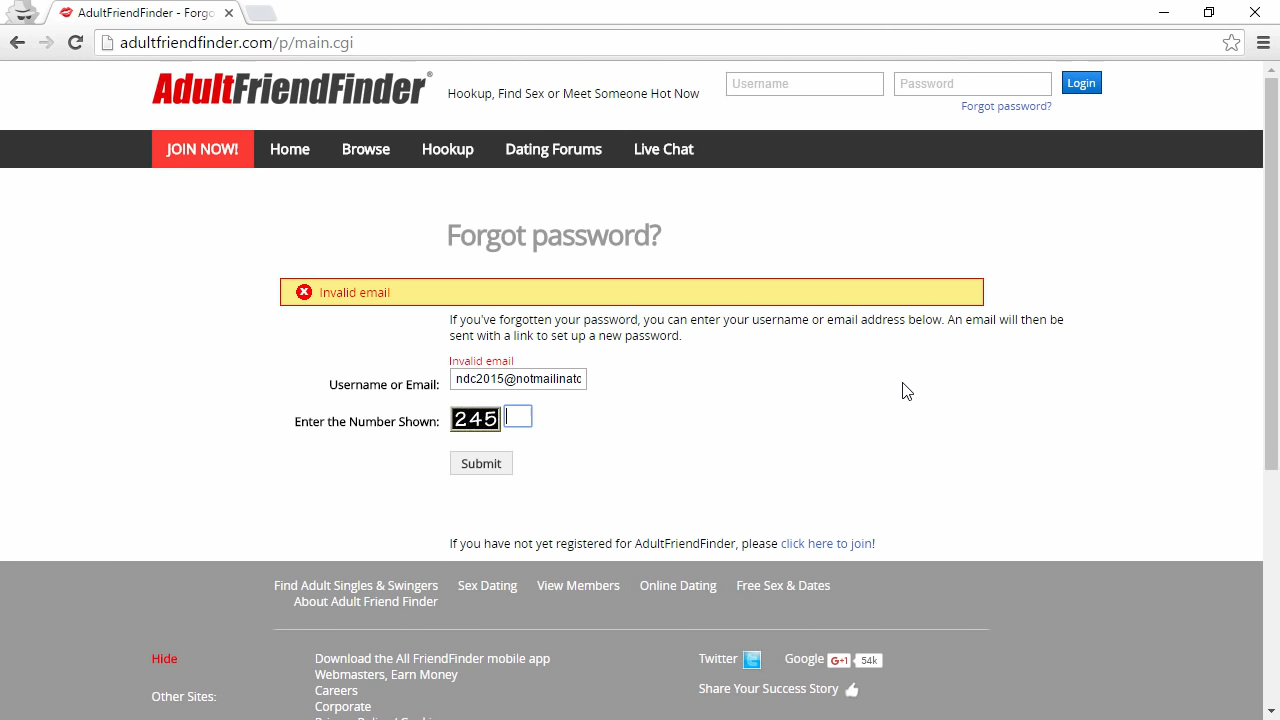 AdultFriendFinder - Forgo
adultfriendfinder.com/p/main.cgi
AdultFriendFinder®
Hookup, Find Sex or Meet Someone Hot Now
Username
Password
Login
Forgot password?
JOIN NOW!
Home
Browse
Hookup
Dating Forums
Live Chat
Forgot password?
Invalid email
If you've forgotten your password, you can enter your username or email address below. An email will then be
sent with a link to set up a new password.
Invalid email
Username or Email:
ndc2015@notmailinatc
Enter the Number Shown:
245
Submit
If you have not yet registered for AdultFriendFinder, please click here to join!
Find Adult Singles & Swingers
Sex Dating
View Members
Online Dating
Free Sex & Dates
About Adult Friend Finder
Hide
Download the All FriendFinder mobile app
Twitter
Google
G+1
54k
Webmasters, Earn Money
Careers
Share Your Success Story
Other Sites:
Corporate